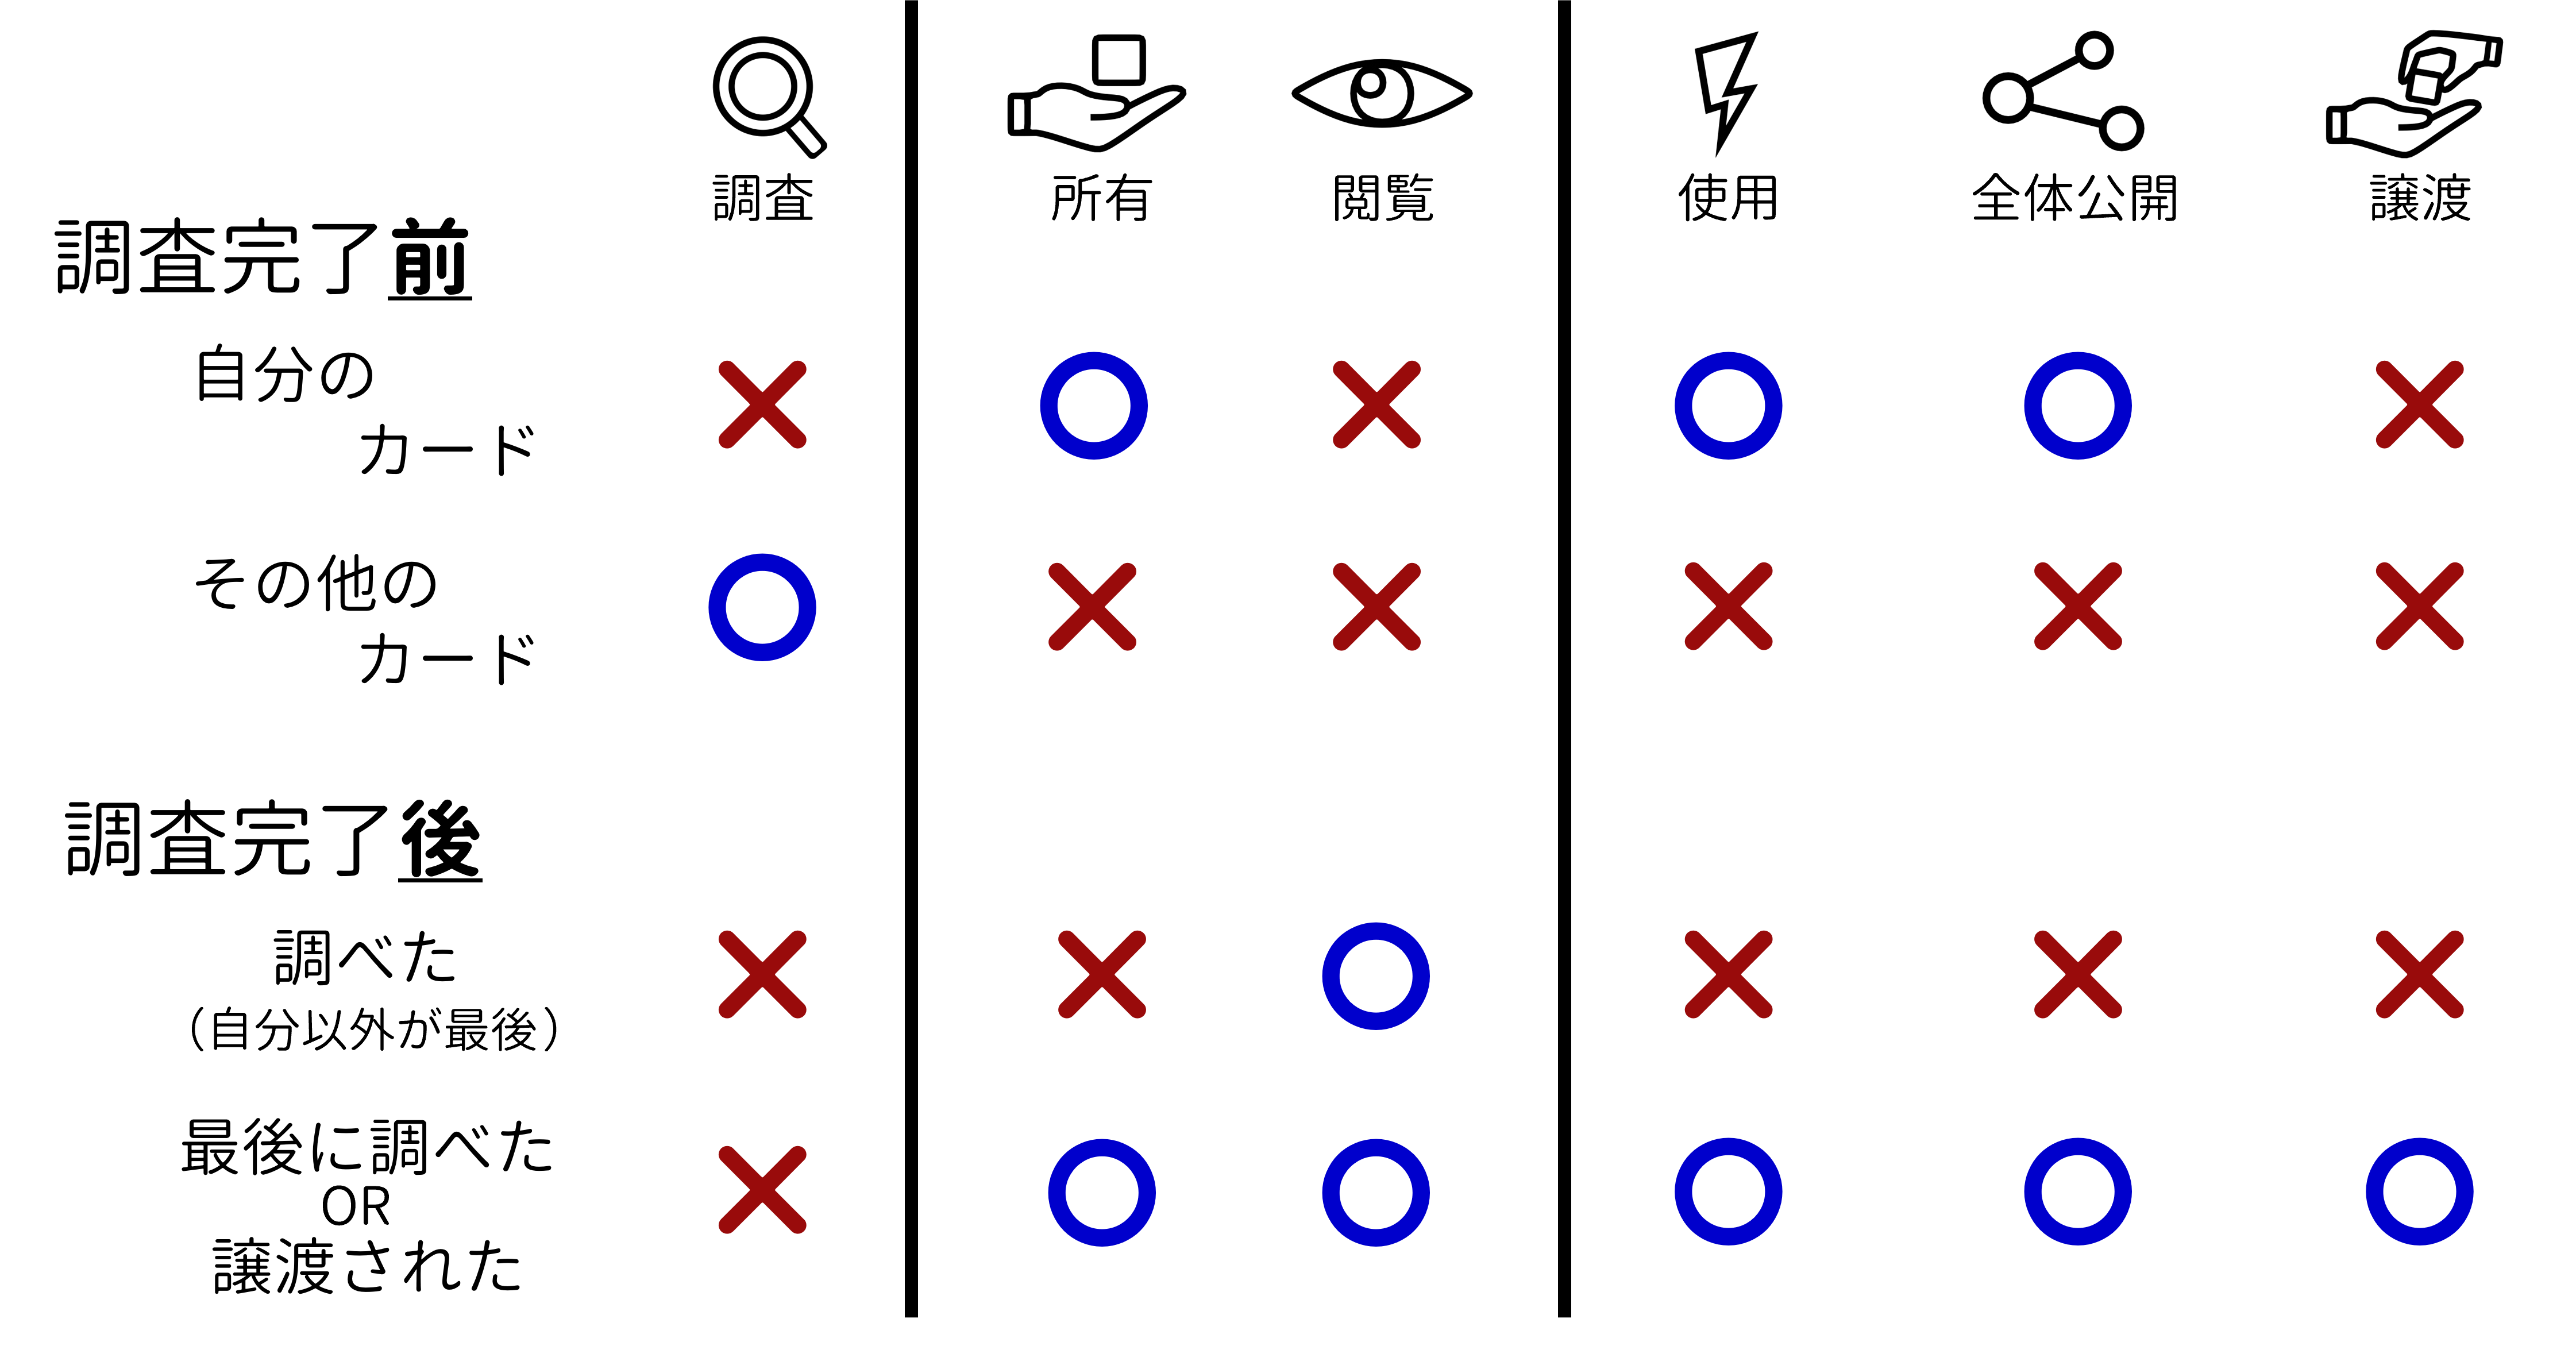 調査
所有
閲覧
使用
全体公開
譲渡
調査完了前
自分の
カード
その他の
カード
調査完了後
調べた
（自分以外が最後）
最後に調べた
OR
譲渡された